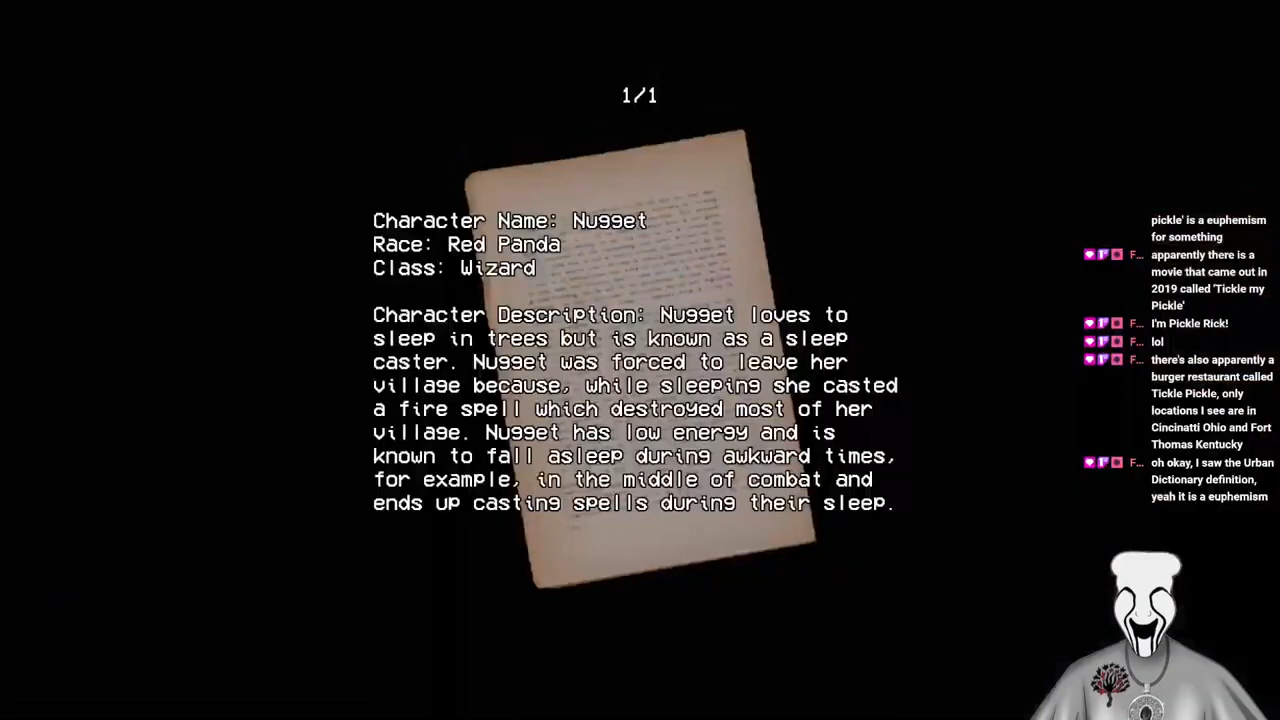 1/1
Character Name: Nugget
Race: Red Panda
Class: Wizard
Character Description: Nugget loves to
sleep in trees but is known as a sleep
caster. Nugget was forced to leave her
village because, while sleeping she casted
a fire spell which destroyed most of her
village. Nugget has low energy and is
known to fall asleep during awkward times,
for example, in the middle of combat and
ends up casting spells during their sleep.
pickle' is a euphemism
for something
F... apparently there is a
movie that came out in
2019 called 'Tickle my
Pickle'
F... I'm Pickle Rick!
F... lol
F... there's also apparently a
burger restaurant called
Tickle Pickle, only
locations I see are in
Cincinatti Ohio and Fort
Thomas Kentucky
F... oh okay, I saw the Urban
Dictionary definition,
yeah it is a euphemism